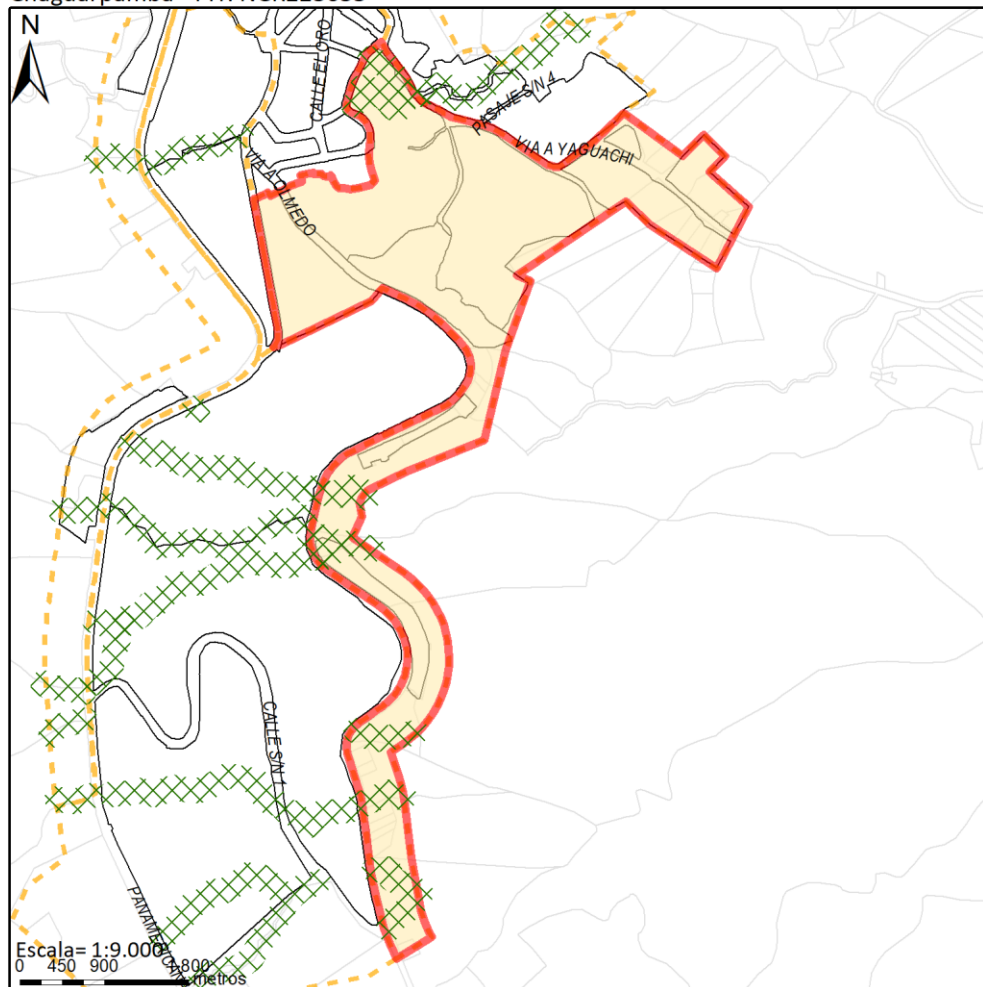 N
CALLE EL ORO
PASAJE S/N 4
VIA A YAGUACHI
VIA A OLMEDO
CALLE S/N 1
PANAMERICAN
Escala= 1:9.000
0 450 900 1.800
metros